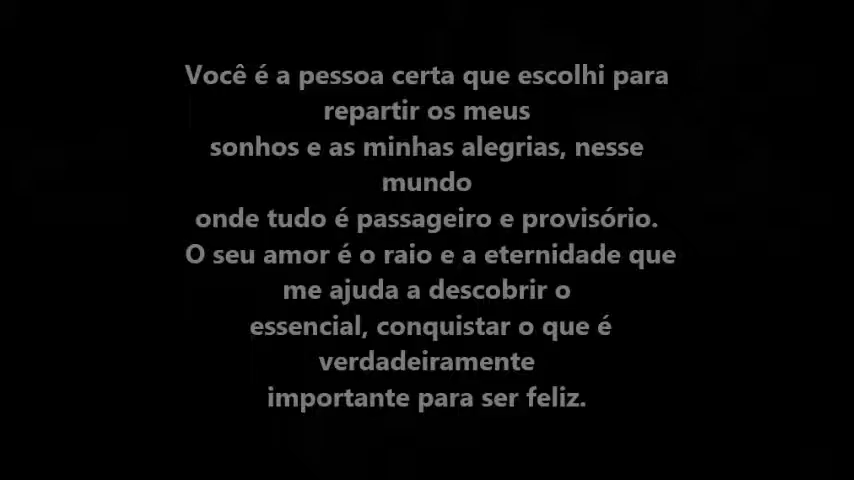 Você é a pessoa certa que escolhi para
repartir os meus
sonhos e as minhas alegrias, nesse
mundo
onde tudo é passageiro e provisório.
O seu amor é o raio e a eternidade que
me ajuda a descobrir o
essencial, conquistar o que é
verdadeiramente
importante para ser feliz.